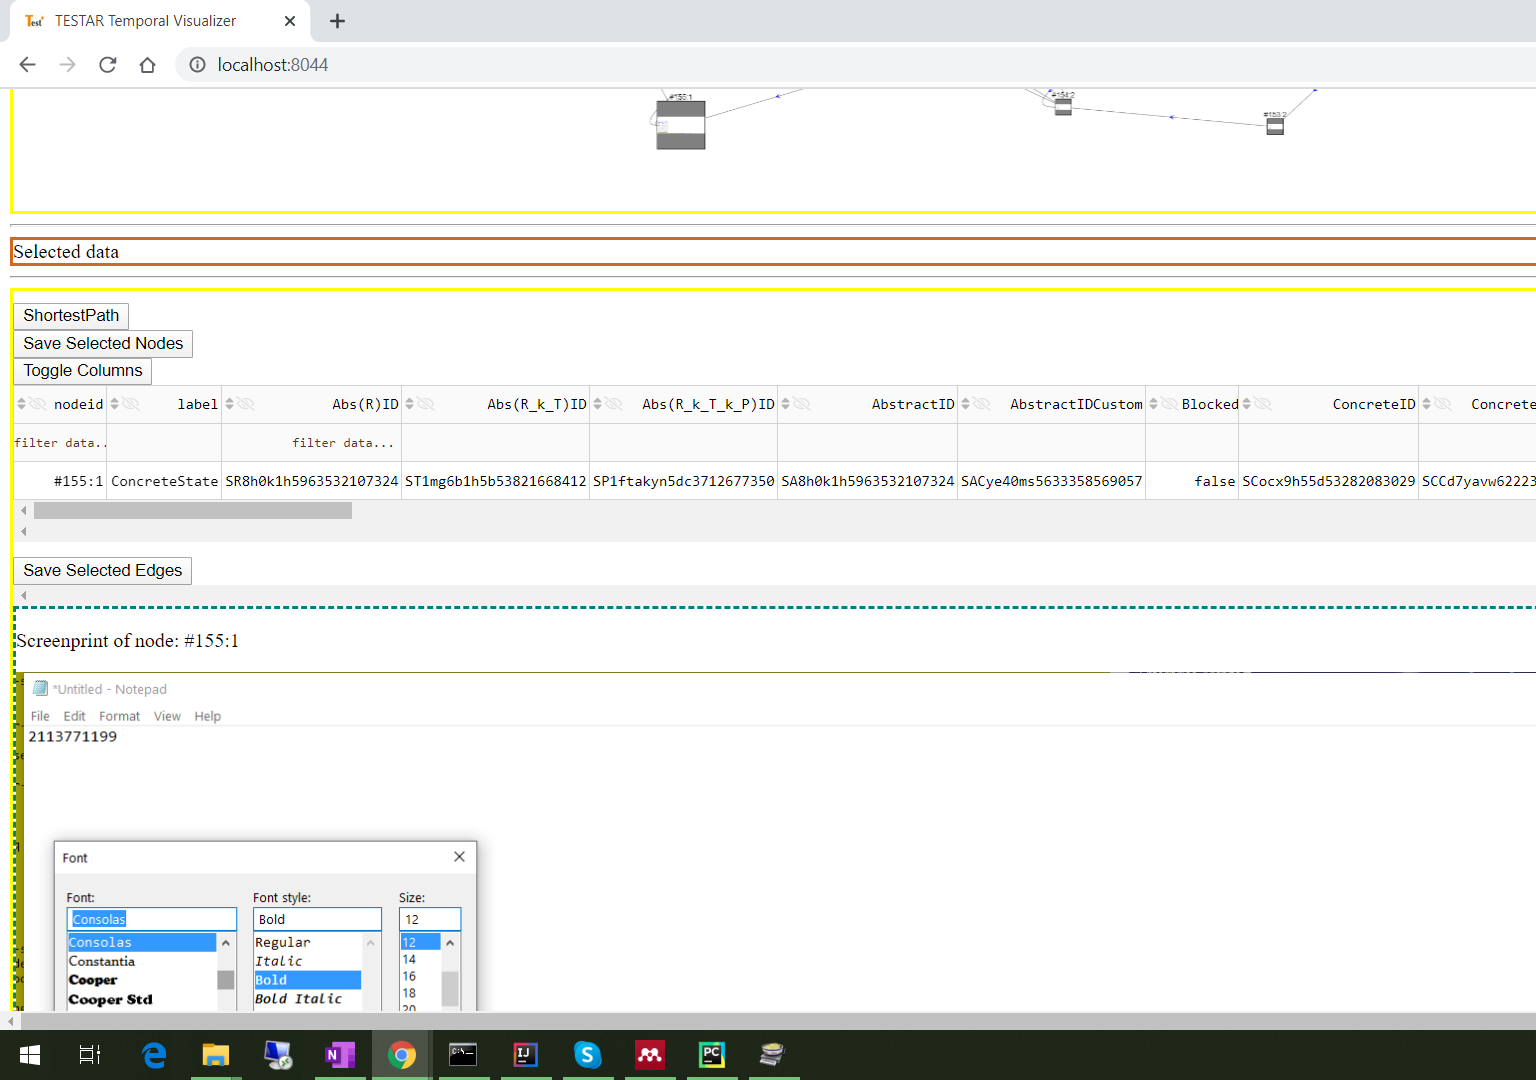 Test TESTAR Temporal Visualizer
localhost:8044
#155:1
#154:2
#153:2
Selected data
ShortestPath
Save Selected Nodes
Toggle Columns
nodeid label Abs(R)ID Abs(R_k_T)ID Abs(R_k_T_k_P)ID AbstractID AbstractIDCustom Blocked ConcreteID Concrete
filter data.. filter data...
#155:1 ConcreteState SR8h0k1h5963532107324 ST1mg6b1h5b53821668412 SP1ftakyn5dc3712677350 SA8h0k1h5963532107324 SACye40ms5633358569057 false SCocx9h55d53282083029 SCCd7yavw62223
Save Selected Edges
Screenprint of node: #155:1
*Untitled - Notepad
File Edit Format View Help
2113771199
Font
Font: Font style: Size:
Consolas Bold 12
Consolas Regular 12
Constantia Italic 14
Cooper Bold 16
Cooper Std Bold Italic 18
20
N IJ S PC